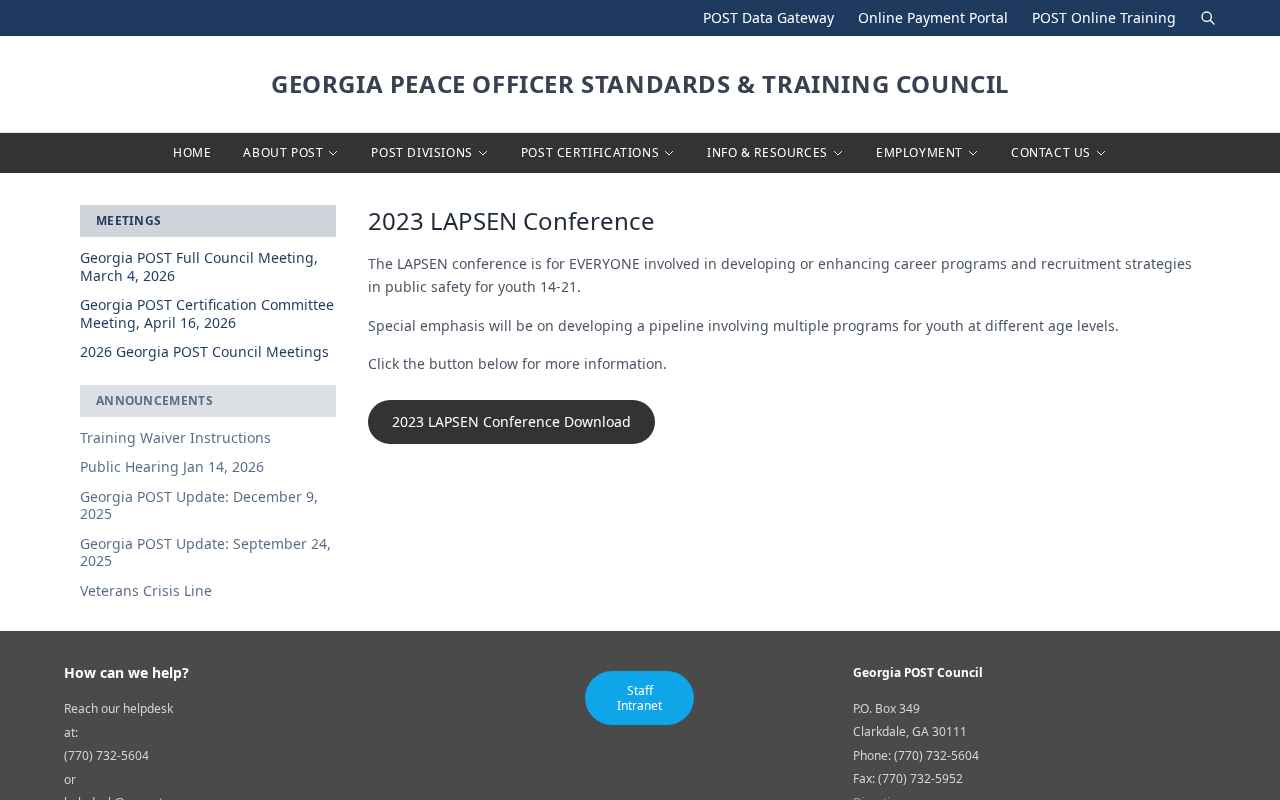 POST Data Gateway
Online Payment Portal
POST Online Training
GEORGIA PEACE OFFICER STANDARDS & TRAINING COUNCIL
HOME
ABOUT POST
POST DIVISIONS
POST CERTIFICATIONS
INFO & RESOURCES
EMPLOYMENT
CONTACT US
MEETINGS
Georgia POST Full Council Meeting,
March 4, 2026
Georgia POST Certification Committee
Meeting, April 16, 2026
2026 Georgia POST Council Meetings
ANNOUNCEMENTS
Training Waiver Instructions
Public Hearing Jan 14, 2026
Georgia POST Update: December 9,
2025
Georgia POST Update: September 24,
2025
Veterans Crisis Line
2023 LAPSEN Conference
The LAPSEN conference is for EVERYONE involved in developing or enhancing career programs and recruitment strategies
in public safety for youth 14-21.
Special emphasis will be on developing a pipeline involving multiple programs for youth at different age levels.
Click the button below for more information.
2023 LAPSEN Conference Download
How can we help?
Reach our helpdesk
at:
(770) 732-5604
or
Staff
Intranet
Georgia POST Council
P.O. Box 349
Clarkdale, GA 30111
Phone: (770) 732-5604
Fax: (770) 732-5952